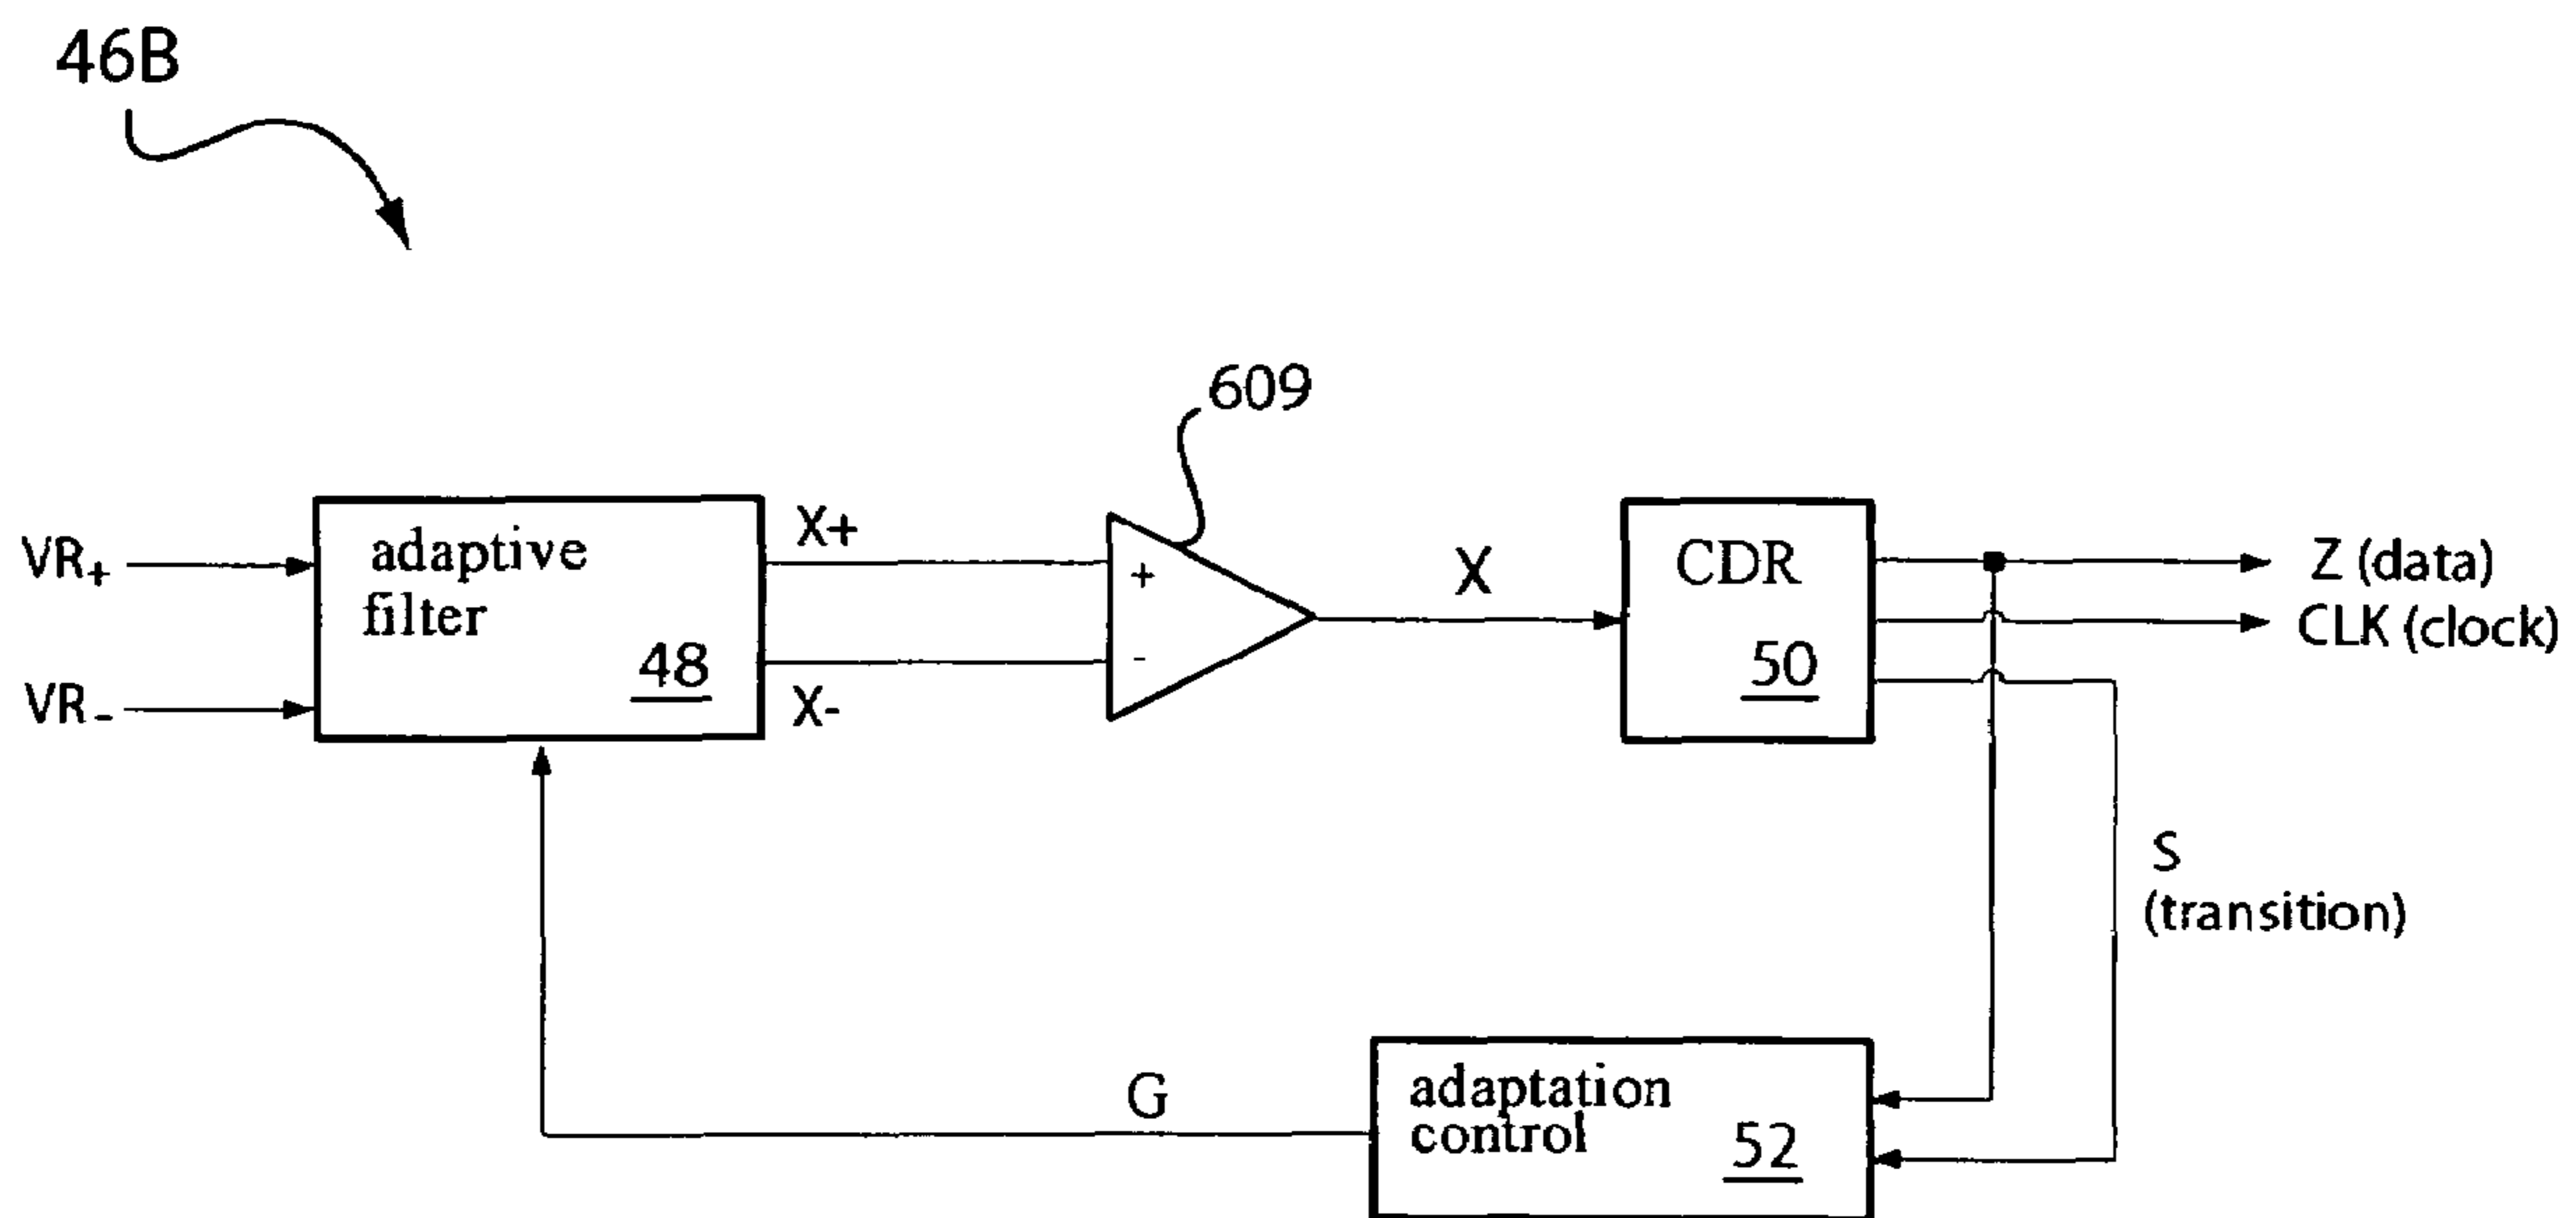 46B
609
VR+
VR-
adaptive
filter
48
X+
X-
+
-
X
CDR
50
Z (data)
CLK (clock)
S
(transition)
G
adaptation
control
52